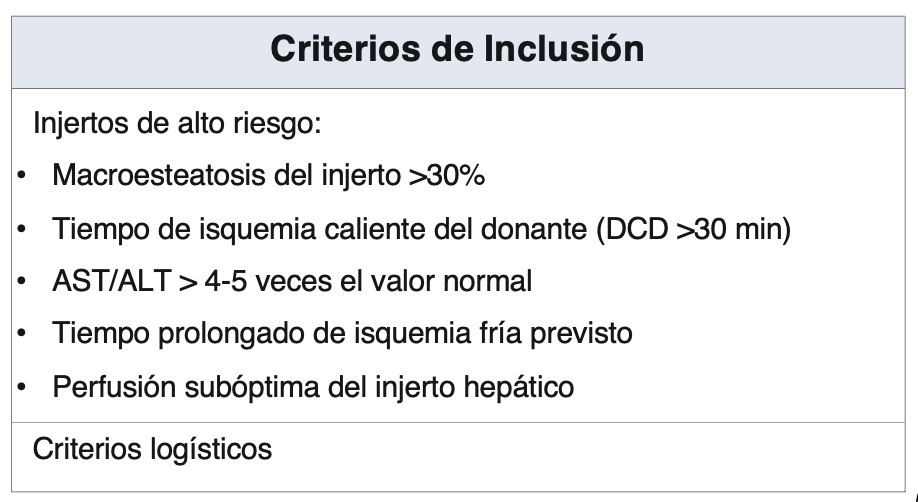 Criterios de Inclusión
Injertos de alto riesgo:
• Macroesteatosis del injerto >30%
• Tiempo de isquemia caliente del donante (DCD >30 min)
• AST/ALT > 4-5 veces el valor normal
• Tiempo prolongado de isquemia fría previsto
• Perfusión subóptima del injerto hepático
Criterios logísticos